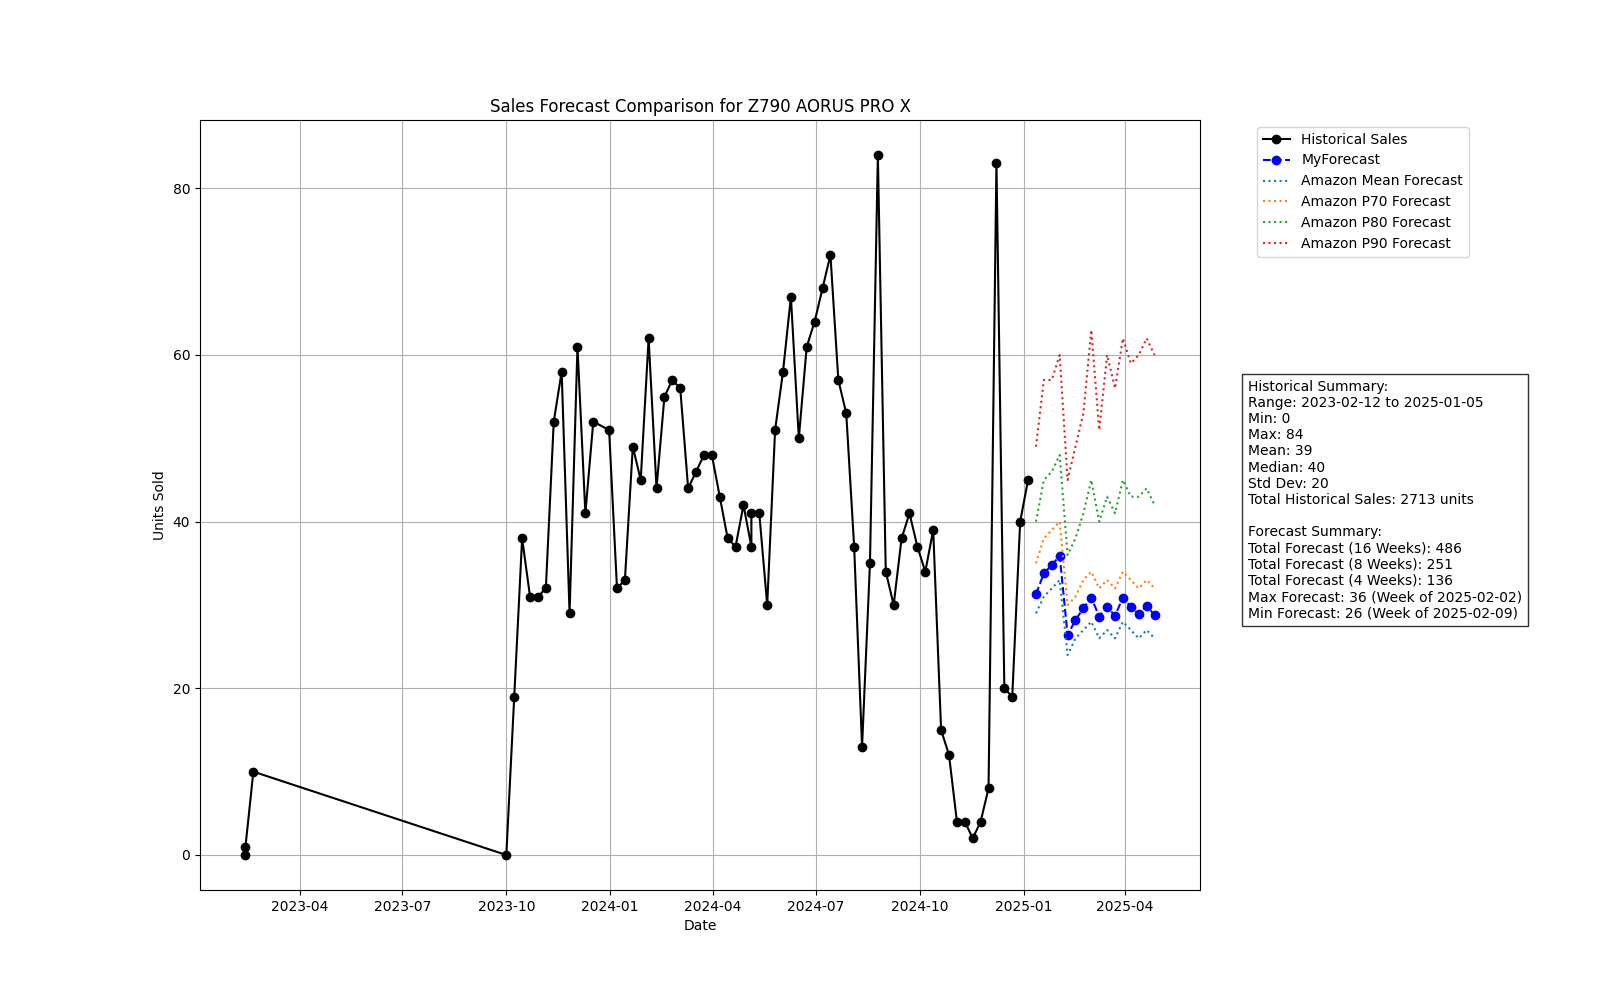 Sales Forecast Comparison for Z790 AORUS PRO X
Historical Sales
MyForecast
Amazon Mean Forecast
Amazon P70 Forecast
Amazon P80 Forecast
Amazon P90 Forecast
80
60
40
20
0
Units Sold
2023-04
2023-07
2023-10
2024-01
2024-04
2024-07
2024-10
2025-01
2025-04
Date
Historical Summary:
Range: 2023-02-12 to 2025-01-05
Min: 0
Max: 84
Mean: 39
Median: 40
Std Dev: 20
Total Historical Sales: 2713 units
Forecast Summary:
Total Forecast (16 Weeks): 486
Total Forecast (8 Weeks): 251
Total Forecast (4 Weeks): 136
Max Forecast: 36 (Week of 2025-02-02)
Min Forecast: 26 (Week of 2025-02-09)